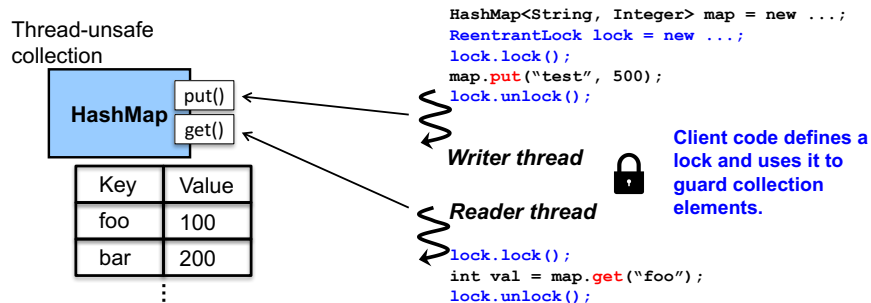 HashMap<String, Integer> map = new ...;
ReentrantLock lock = new ...;
lock.lock();
map.put(“test”, 500);
lock.unlock();
Thread-unsafe
collection
HashMap
put()
get()
Writer thread
Client code defines a
lock and uses it to
guard collection
elements.
Key Value
foo 100
bar 200
⋮
Reader thread
lock.lock();
int val = map.get(“foo”);
lock.unlock();